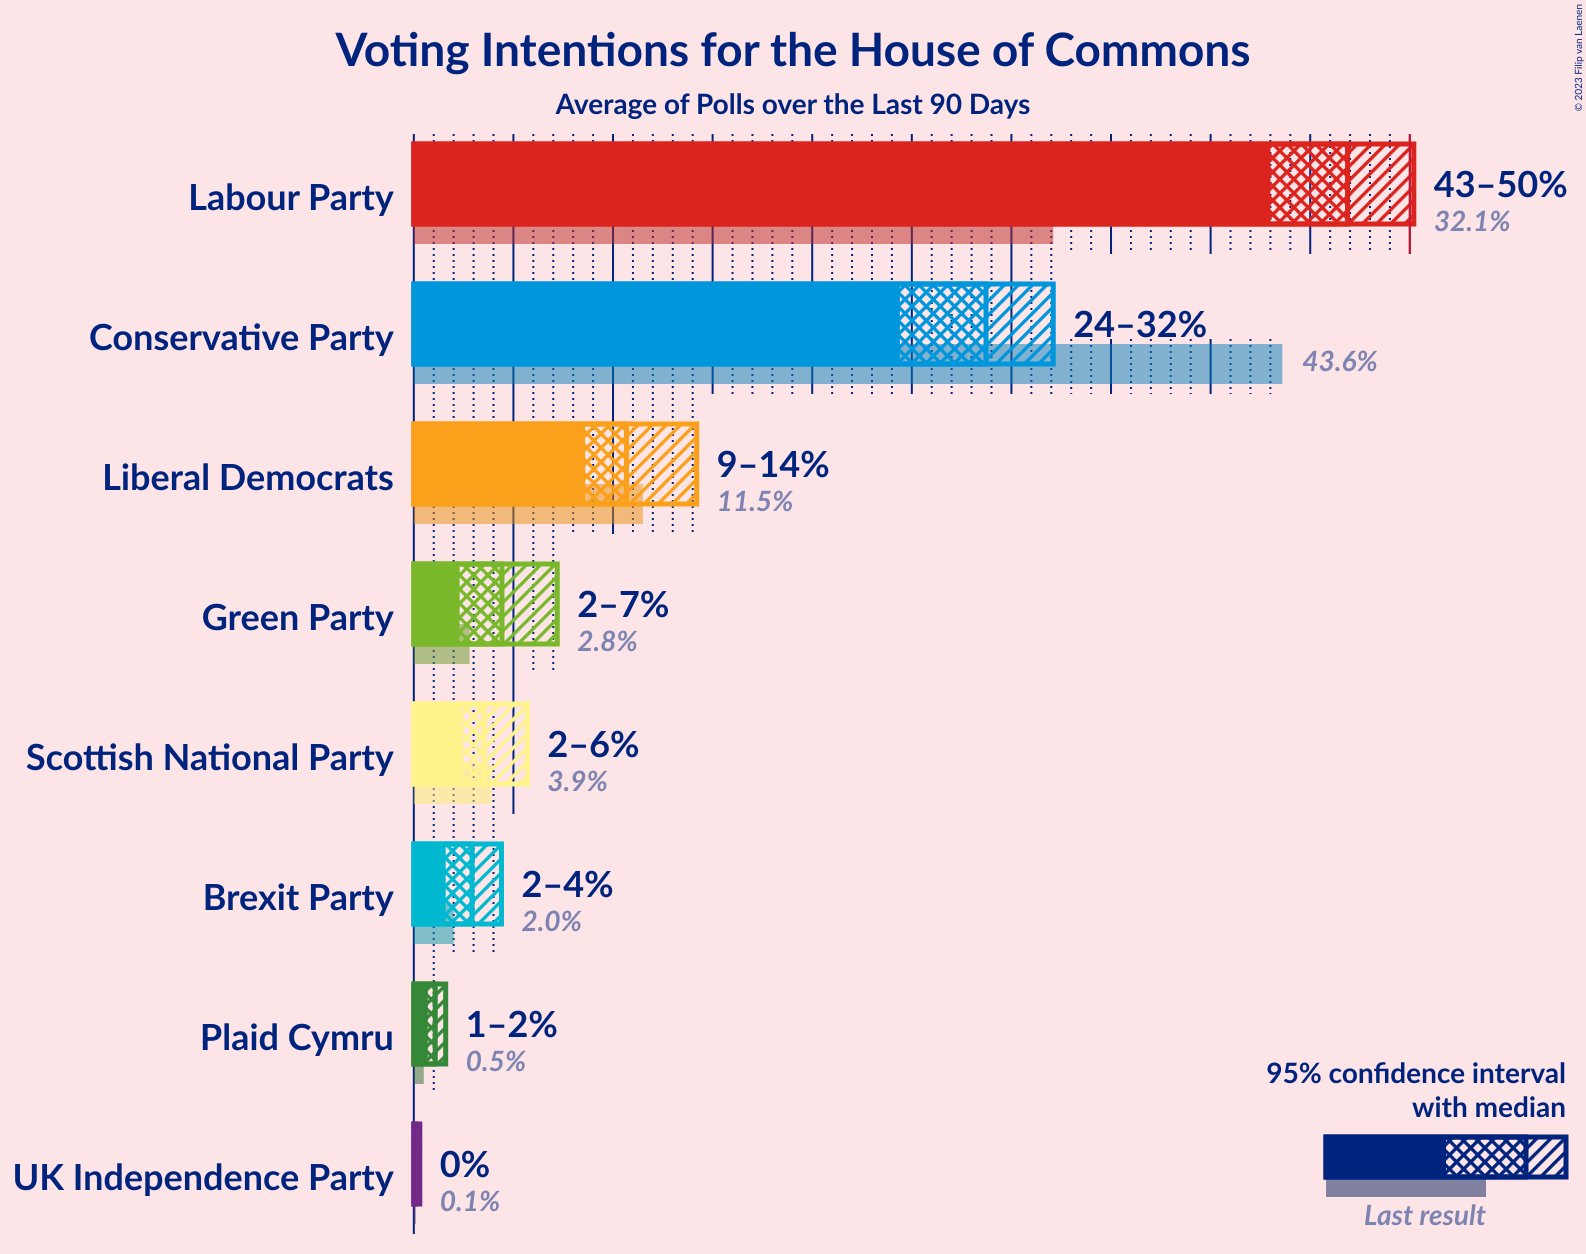 Voting Intentions for the House of Commons
Average of Polls over the Last 90 Days
© 2023 Filip van Laenen
Labour Party
43–50%
32.1%
Conservative Party
24–32%
43.6%
Liberal Democrats
9–14%
11.5%
Green Party
2–7%
2.8%
Scottish National Party
2–6%
3.9%
Brexit Party
2–4%
2.0%
Plaid Cymru
1–2%
0.5%
UK Independence Party
0%
0.1%
95% confidence interval
with median
Last result